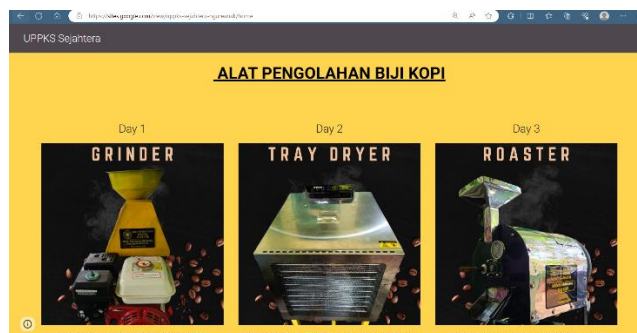 UPPKS Sejahtera
ALAT PENGOLAHAN BIJI KOPI
Day 1
Day 2
Day 3
GRINDER
TRAY DRYER
ROASTER